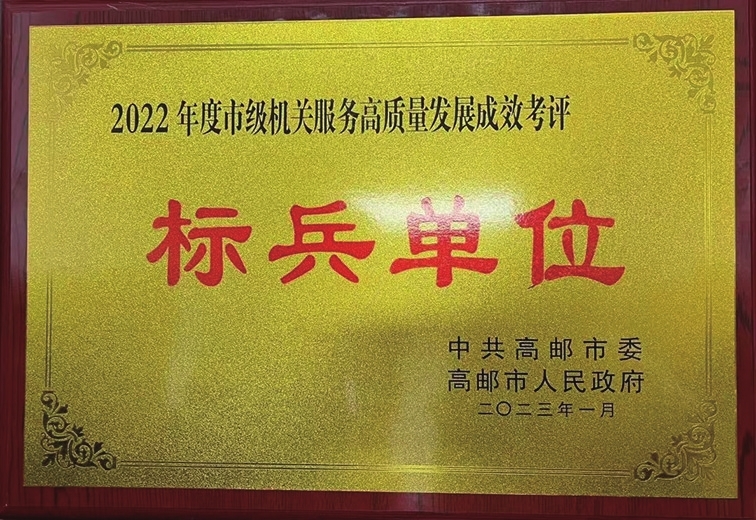 2022年度市级机关服务高质量发展成效考评
标兵单位
中共高邮市委
高邮市人民政府
二〇二三年一月